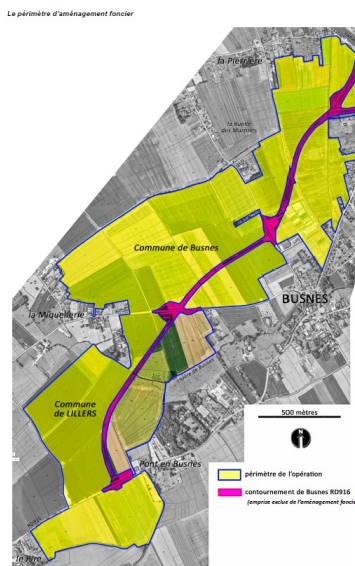 Le périmètre d'aménagement foncier
la Pierrière
la Ruelle
des Murets
Commune de Busnes
BUSNES
la Miquellerie
Commune
de LILLERS
500 mètres
N
Pont en Busnes
périmètre de l'opération
contournement de Busnes RD916
(emprise exclue de l'aménagement foncier
le Pire